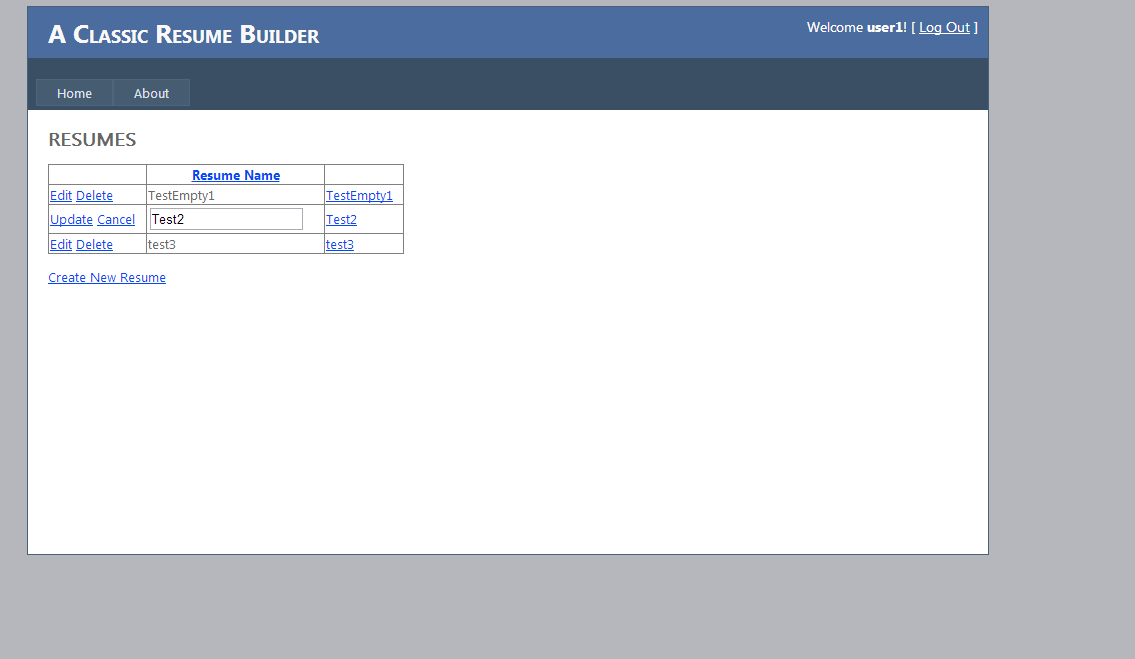 A Classic Resume Builder
Welcome user1! [ Log Out ]
Home About
RESUMES
Resume Name
Edit Delete TestEmpty1 TestEmpty1
Update Cancel Test2 Test2
Edit Delete test3 test3
Create New Resume